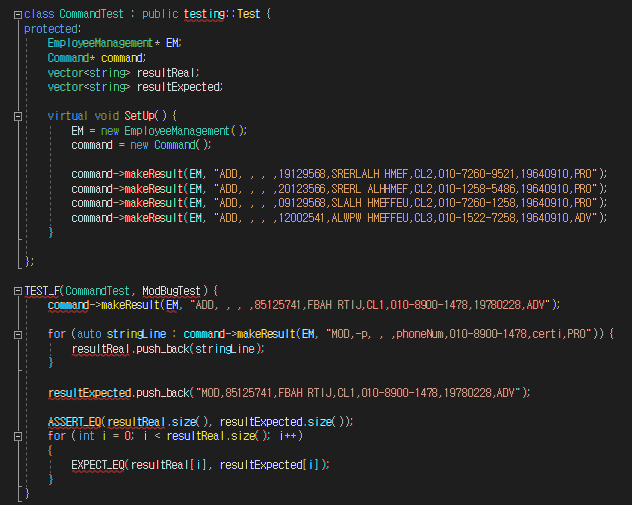 class CommandTest : public testing::Test {
protected:
    EmployeeManagement* EM;
    Command* command;
    vector<string> resultReal;
    vector<string> resultExpected;

    virtual void SetUp() {
        EM = new EmployeeManagement();
        command = new Command();

        command->makeResult(EM, "ADD, , , ,19129568,SRERLALH HMEF,CL2,010-7260-9521,19640910,PRO");
        command->makeResult(EM, "ADD, , , ,20123566,SRERL ALHHMEF,CL2,010-1258-5486,19640910,PRO");
        command->makeResult(EM, "ADD, , , ,09129568,SLALH HMEFFEU,CL2,010-7260-1258,19640910,PRO");
        command->makeResult(EM, "ADD, , , ,12002541,ALWPW HMEFFEU,CL3,010-1522-7258,19640910,ADV");
    }

};

TEST_F(CommandTest, ModBugTest) {
    command->makeResult(EM, "ADD, , , ,85125741,FBAH RTIJ,CL1,010-8900-1478,19780228,ADV");

    for (auto stringLine : command->makeResult(EM, "MOD,-p, , ,phoneNum,010-8900-1478,certi,PRO")) {
        resultReal.push_back(stringLine);
    }

    resultExpected.push_back("MOD,85125741,FBAH RTIJ,CL1,010-8900-1478,19780228,ADV");

    ASSERT_EQ(resultReal.size(), resultExpected.size());
    for (int i = 0; i < resultReal.size(); i++)
    {
        EXPECT_EQ(resultReal[i], resultExpected[i]);
    }
}